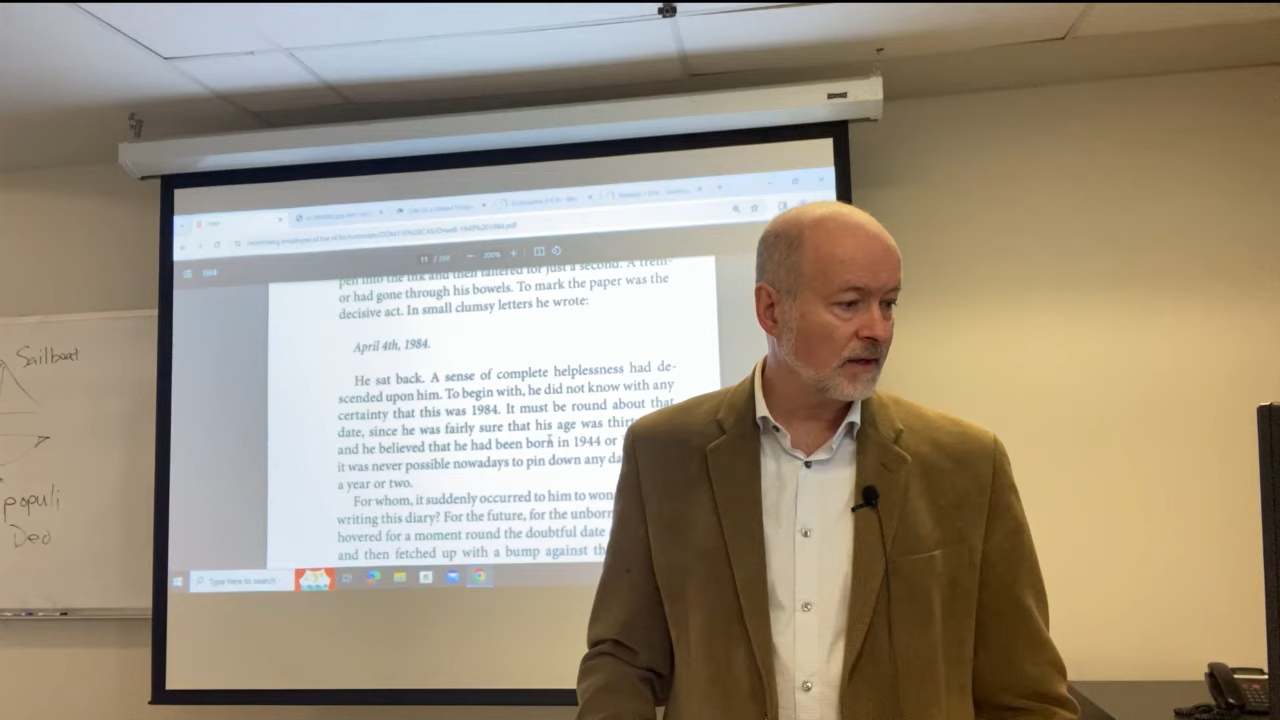 Sailboat
populi
Deo
11 / 394
200%
1984
Type here to search
pen into the ink and then faltered for just a second. A trem-
or had gone through his bowels. To mark the paper was the
decisive act. In small clumsy letters he wrote:
April 4th, 1984.
He sat back. A sense of complete helplessness had de-
scended upon him. To begin with, he did not know with any
certainty that this was 1984. It must be round about that
date, since he was fairly sure that his age was
and he believed that he had been born in 1944 or
it was never possible nowadays to pin down any
a year or two.
For whom, it suddenly occurred to him to
writing this diary? For the future, for the unborn
hovered for a moment round the doubtful date
and then fetched up with a bump against